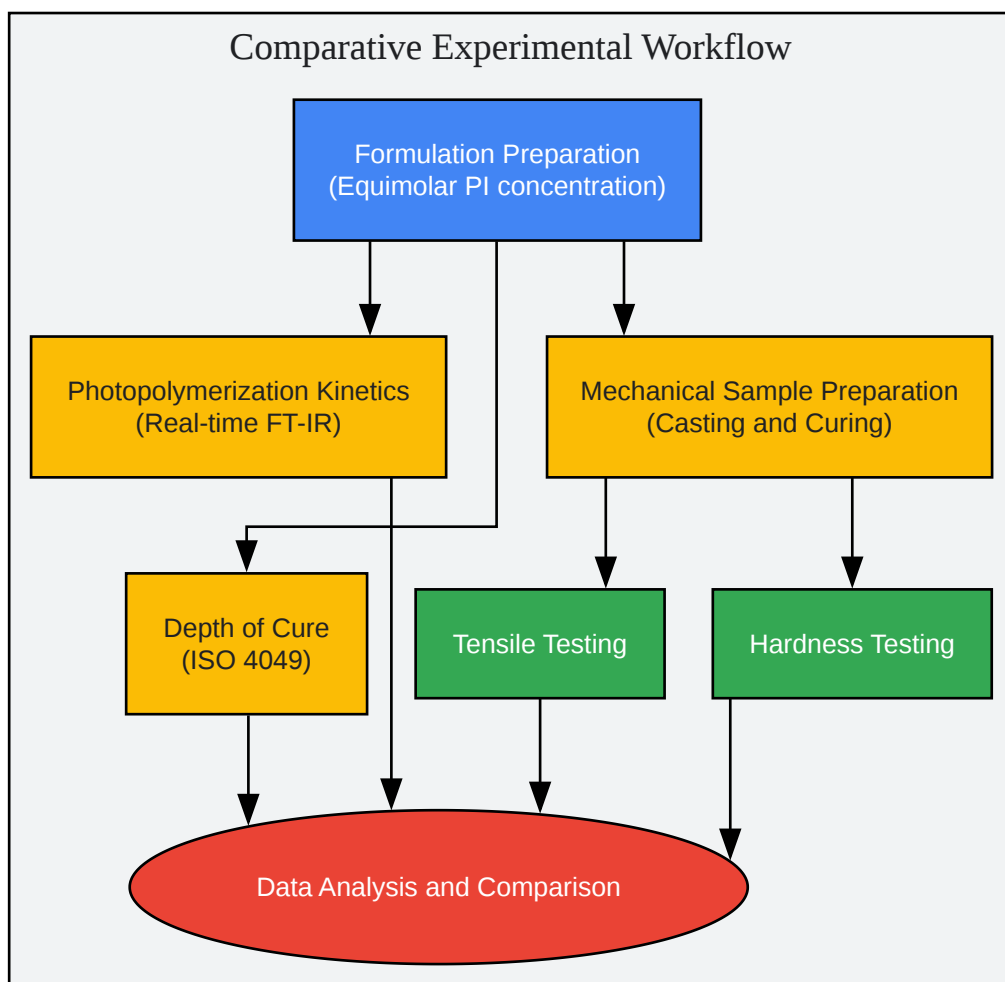 Comparative Experimental Workflow
Formulation Preparation
(Equimolar PI concentration)
Photopolymerization Kinetics
(Real-time FT-IR)
Mechanical Sample Preparation
(Casting and Curing)
Depth of Cure
(ISO 4049)
Tensile Testing
Hardness Testing
Data Analysis and Comparison